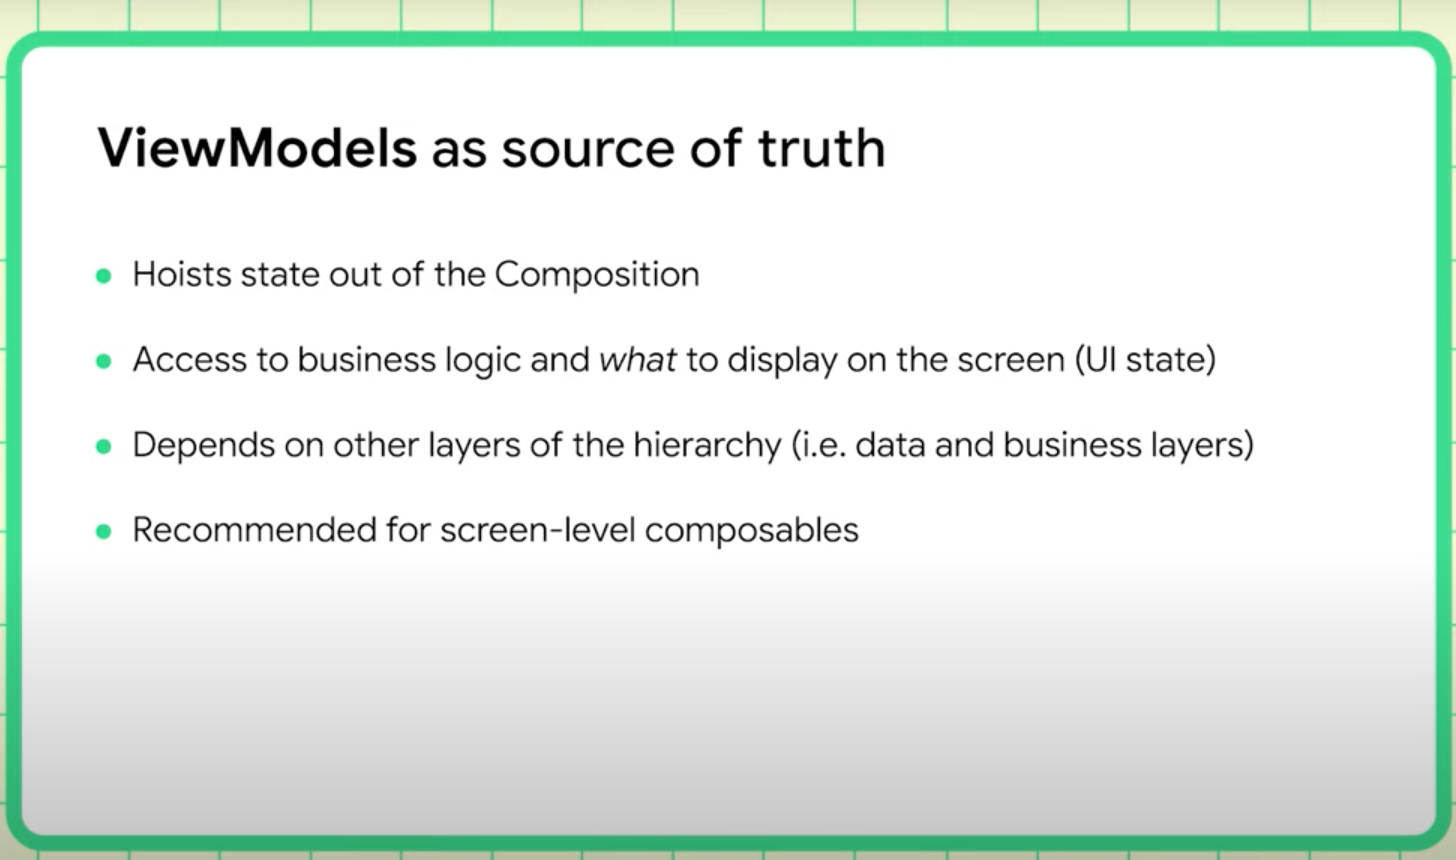 ViewModels as source of truth
Hoists state out of the Composition
Access to business logic and what to display on the screen (UI state)
Depends on other layers of the hierarchy (i.e. data and business layers)
Recommended for screen-level composables